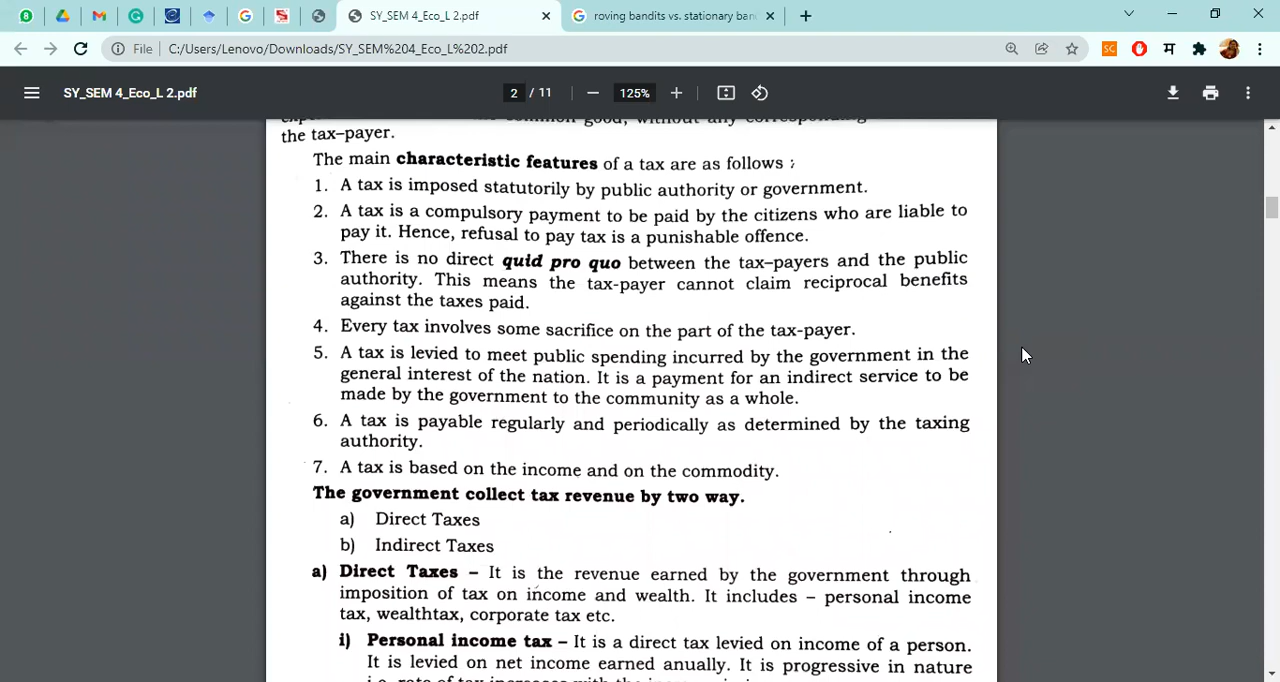 SY_SEM 4_Eco_L 2.pdf
roving bandits vs. stationary ban
File
C:/Users/Lenovo/Downloads/SY_SEM%204_Eco_L%202.pdf
SC
SY_SEM 4_Eco_L 2.pdf
2 / 11
125%
common good, without any corresponding
the tax-payer.
The main characteristic features of a tax are as follows :
1. A tax is imposed statutorily by public authority or government.
2. A tax is a compulsory payment to be paid by the citizens who are liable to
pay it. Hence, refusal to pay tax is a punishable offence.
3. There is no direct quid pro quo between the tax-payers and the public
authority. This means the tax-payer cannot claim reciprocal benefits
against the taxes paid.
4. Every tax involves some sacrifice on the part of the tax-payer.
5. A tax is levied to meet public spending incurred by the government in the
general interest of the nation. It is a payment for an indirect service to be
made by the government to the community as a whole.
6. A tax is payable regularly and periodically as determined by the taxing
authority.
7. A tax is based on the income and on the commodity.
The government collect tax revenue by two way.
a) Direct Taxes
b) Indirect Taxes
a) Direct Taxes – It is the revenue earned by the government through
imposition of tax on income and wealth. It includes – personal income
tax, wealthtax, corporate tax etc.
i) Personal income tax – It is a direct tax levied on income of a person.
It is levied on net income earned anually. It is progressive in nature